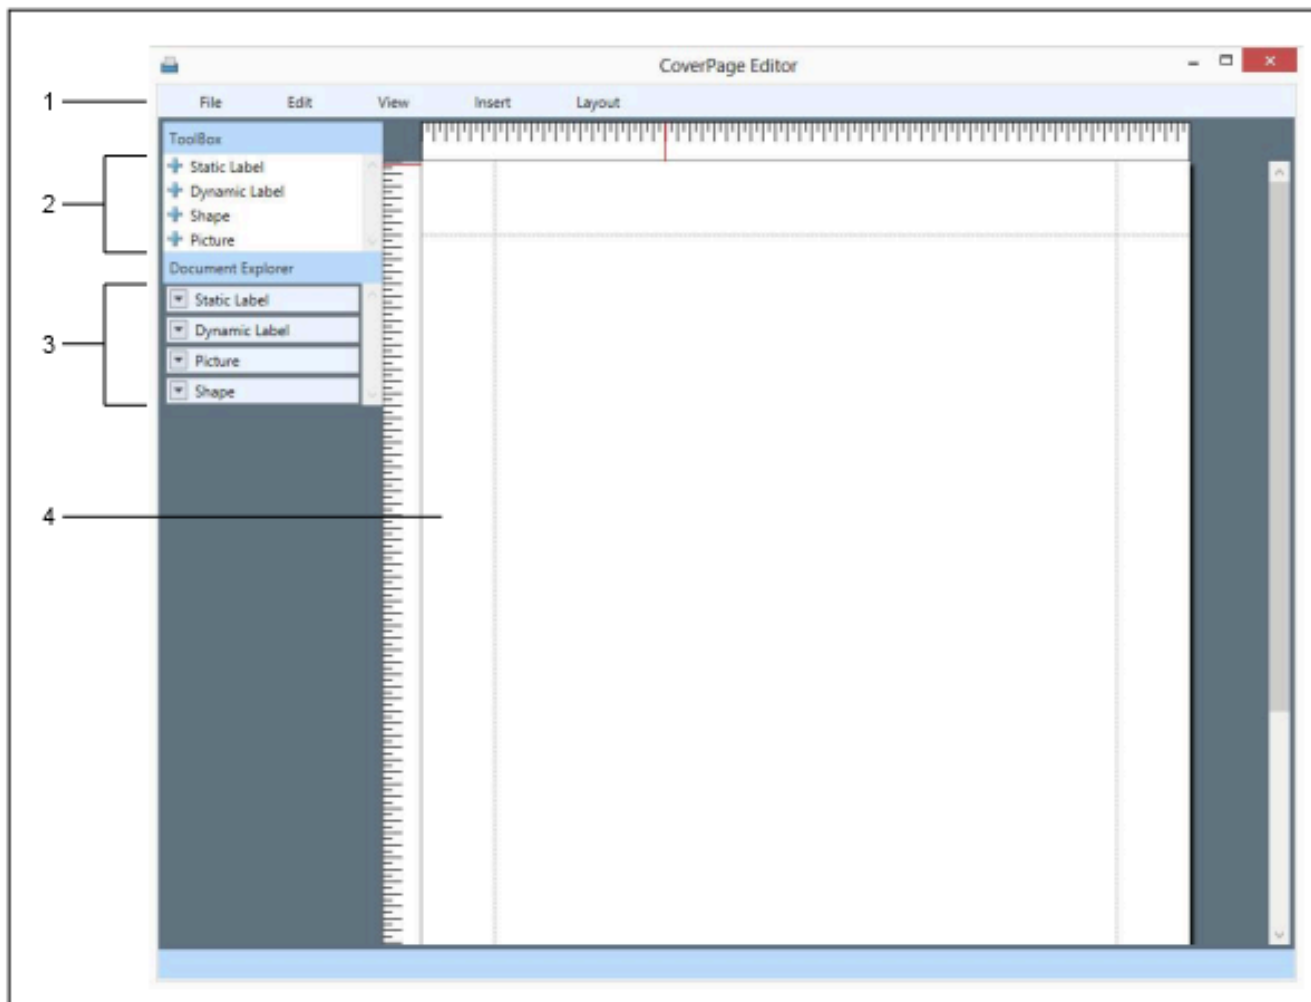 CoverPage Editor
1
File Edit View Insert Layout
ToolBox
2
Static Label
Dynamic Label
Shape
Picture
Document Explorer
3
Static Label
Dynamic Label
Picture
Shape
4